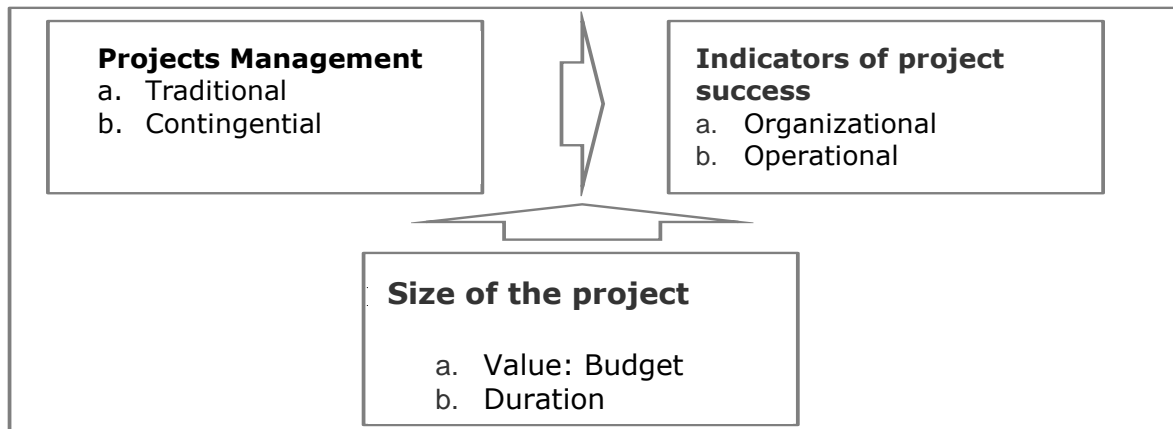 Projects Management
a. Traditional
b. Contingential
Indicators of project
success
a. Organizational
b. Operational
Size of the project
a. Value: Budget
b. Duration